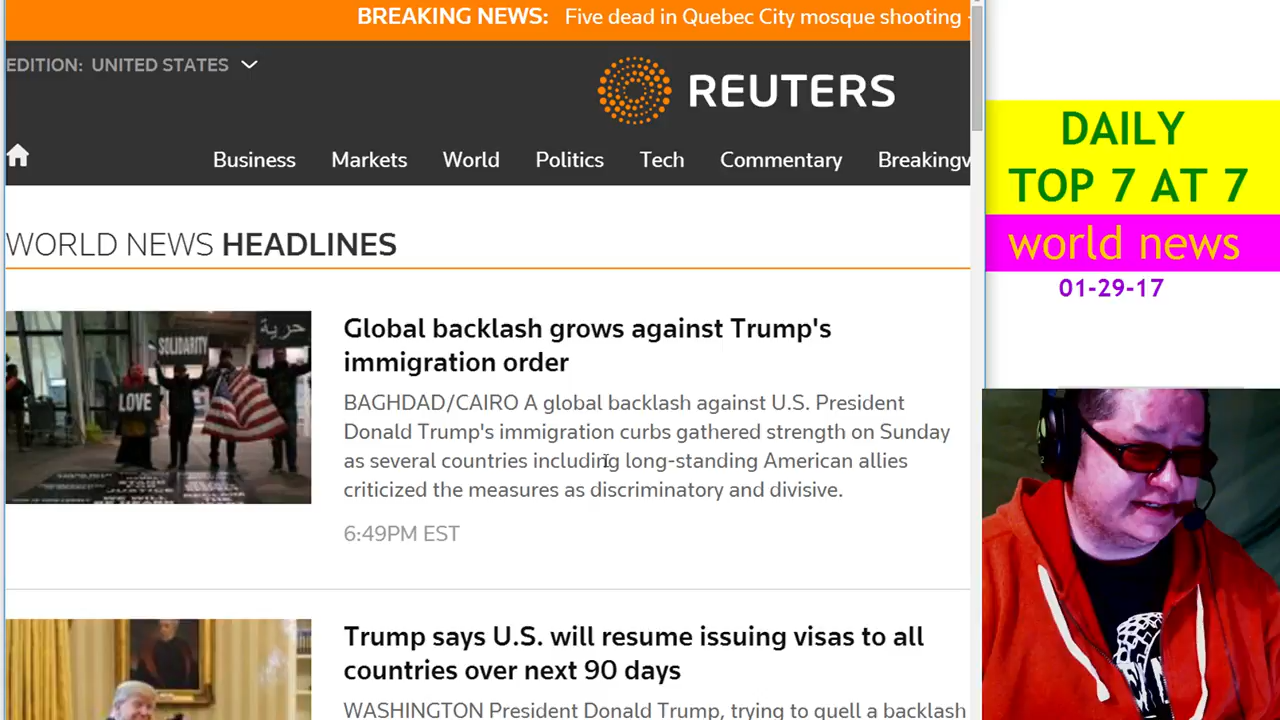 BREAKING NEWS: Five dead in Quebec City mosque shooting
EDITION: UNITED STATES
REUTERS
Business Markets World Politics Tech Commentary Breakingv
WORLD NEWS HEADLINES
حرية
SOLIDARITY
LOVE
Global backlash grows against Trump's
immigration order
BAGHDAD/CAIRO A global backlash against U.S. President
Donald Trump's immigration curbs gathered strength on Sunday
as several countries including long-standing American allies
criticized the measures as discriminatory and divisive.
6:49PM EST
Trump says U.S. will resume issuing visas to all
countries over next 90 days
WASHINGTON President Donald Trump, trying to quell a backlash
DAILY
TOP 7 AT 7
world news
01-29-17